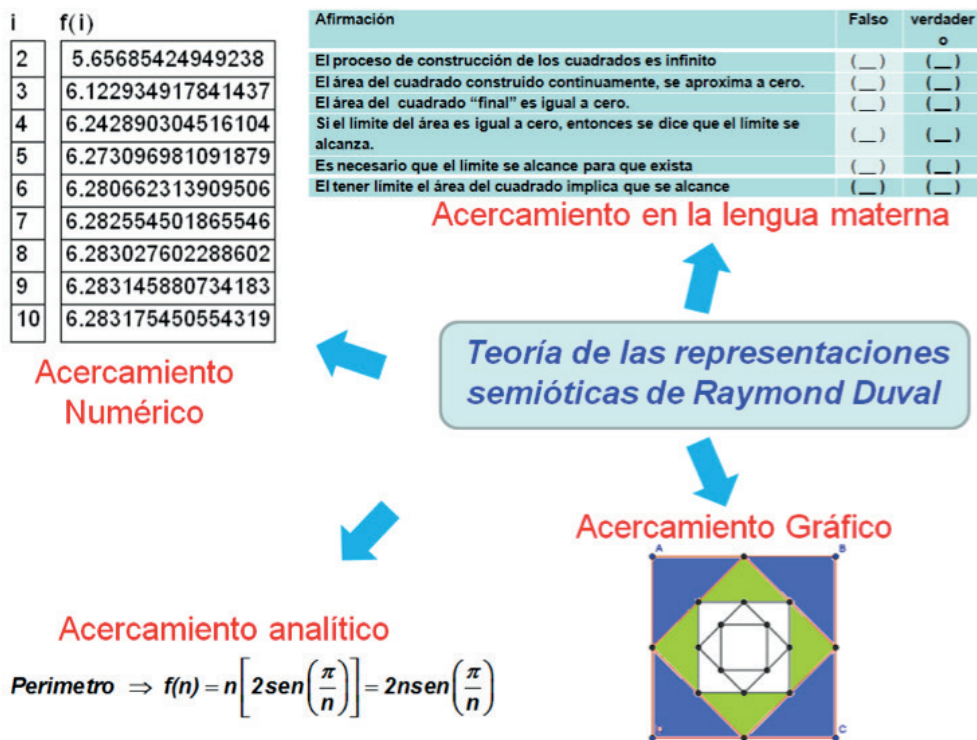 i f(i)
2 5.65685424949238
3 6.122934917841437
4 6.242890304516104
5 6.273096981091879
6 6.280662313909506
7 6.282554501865546
8 6.283027602288602
9 6.283145880734183
10 6.283175450554319
Acercamiento
Numérico
Afirmación Falso verdader
o
El proceso de construcción de los cuadrados es infinito (__) (__)
El área del cuadrado construido continuamente, se aproxima a cero. (__) (__)
El área del cuadrado “final” es igual a cero. (__) (__)
Si el límite del área es igual a cero, entonces se dice que el límite se
alcanza. (__) (__)
Es necesario que el límite se alcance para que exista (__) (__)
El tener límite el área del cuadrado implica que se alcance (__) (__)
Acercamiento en la lengua materna
Teoría de las representaciones
semióticas de Raymond Duval
Acercamiento Gráfico
A B
C
Acercamiento analítico
Perimetro ⇒ f(n) = n[2sen(π/n)] = 2nsen(π/n)